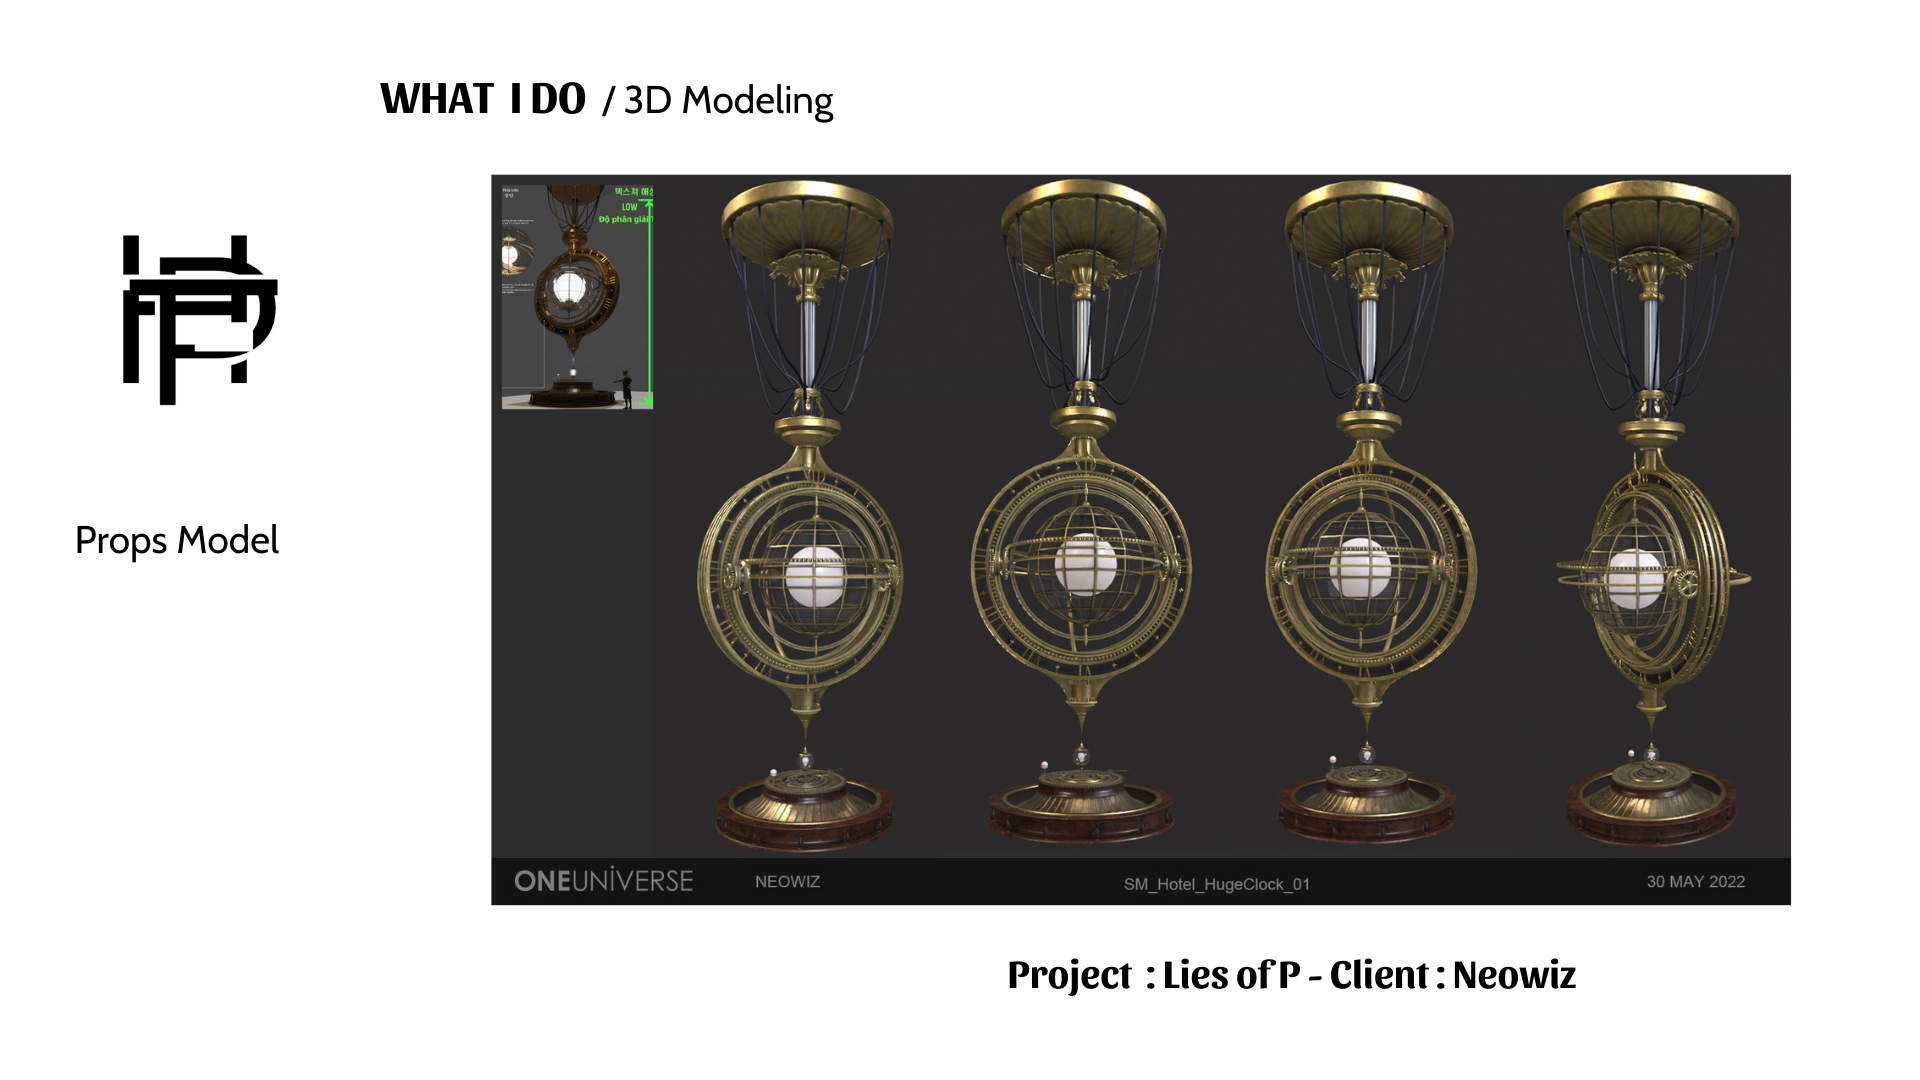 WHAT I DO / 3D Modeling
텍스쳐 해상
LOW
Độ phân giải
Props Model
ONEUNIVERSE
NEOWIZ
SM_Hotel_HugeClock_01
30 MAY 2022
Project : Lies of P - Client : Neowiz